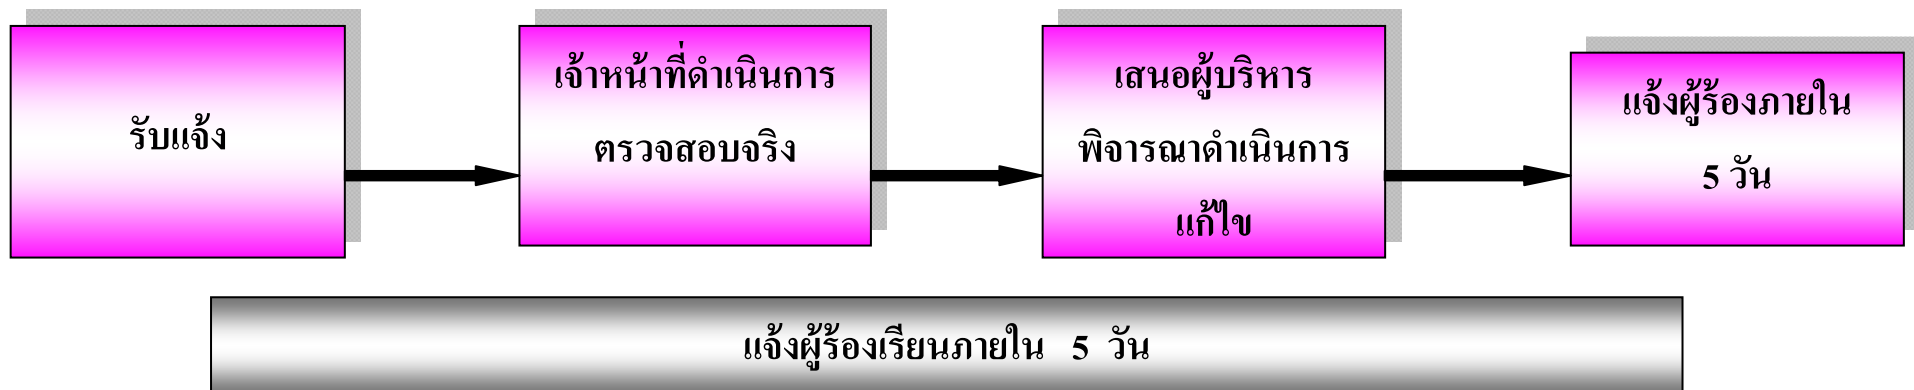 รับแจ้ง
เจ้าหน้าที่ดำเนินการ
ตรวจสอบจริง
เสนอผู้บริหาร
พิจารณาดำเนินการ
แก้ไข
แจ้งผู้ร้องภายใน
5 วัน
แจ้งผู้ร้องเรียนภายใน 5 วัน